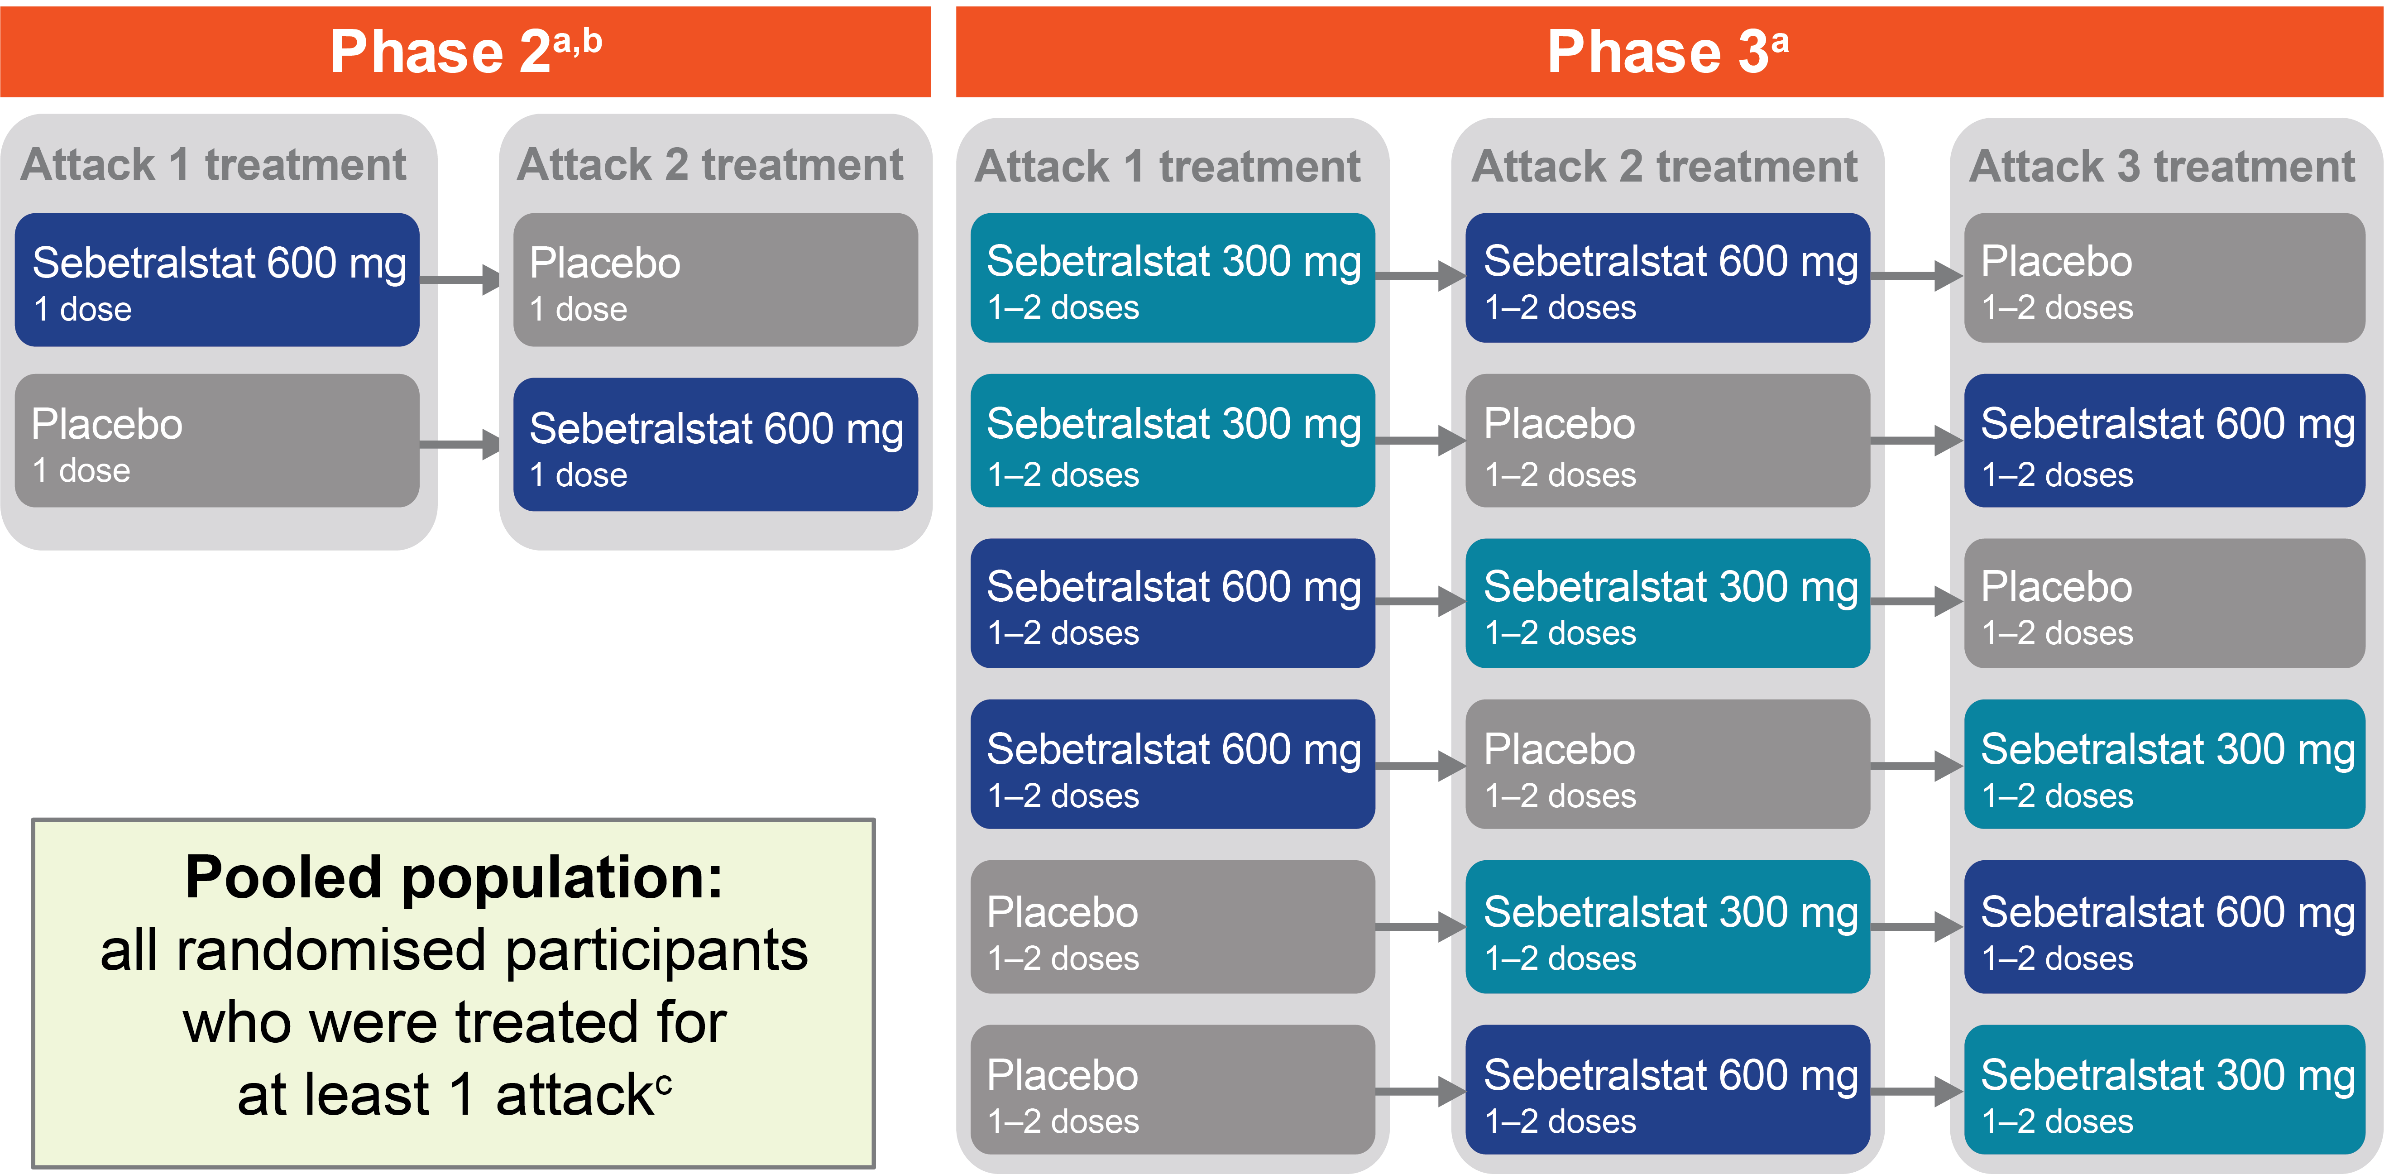 Phase 2a,b
Attack 1 treatment
Attack 2 treatment
Sebetralstat 600 mg
1 dose
Placebo
1 dose
Placebo
1 dose
Sebetralstat 600 mg
1 dose
Pooled population:
all randomised participants
who were treated for
at least 1 attackc
Phase 3a
Attack 1 treatment
Attack 2 treatment
Attack 3 treatment
Sebetralstat 300 mg
1–2 doses
Sebetralstat 600 mg
1–2 doses
Placebo
1–2 doses
Sebetralstat 300 mg
1–2 doses
Placebo
1–2 doses
Sebetralstat 600 mg
1–2 doses
Sebetralstat 600 mg
1–2 doses
Sebetralstat 300 mg
1–2 doses
Placebo
1–2 doses
Sebetralstat 600 mg
1–2 doses
Placebo
1–2 doses
Sebetralstat 300 mg
1–2 doses
Placebo
1–2 doses
Sebetralstat 300 mg
1–2 doses
Sebetralstat 600 mg
1–2 doses
Placebo
1–2 doses
Sebetralstat 600 mg
1–2 doses
Sebetralstat 300 mg
1–2 doses